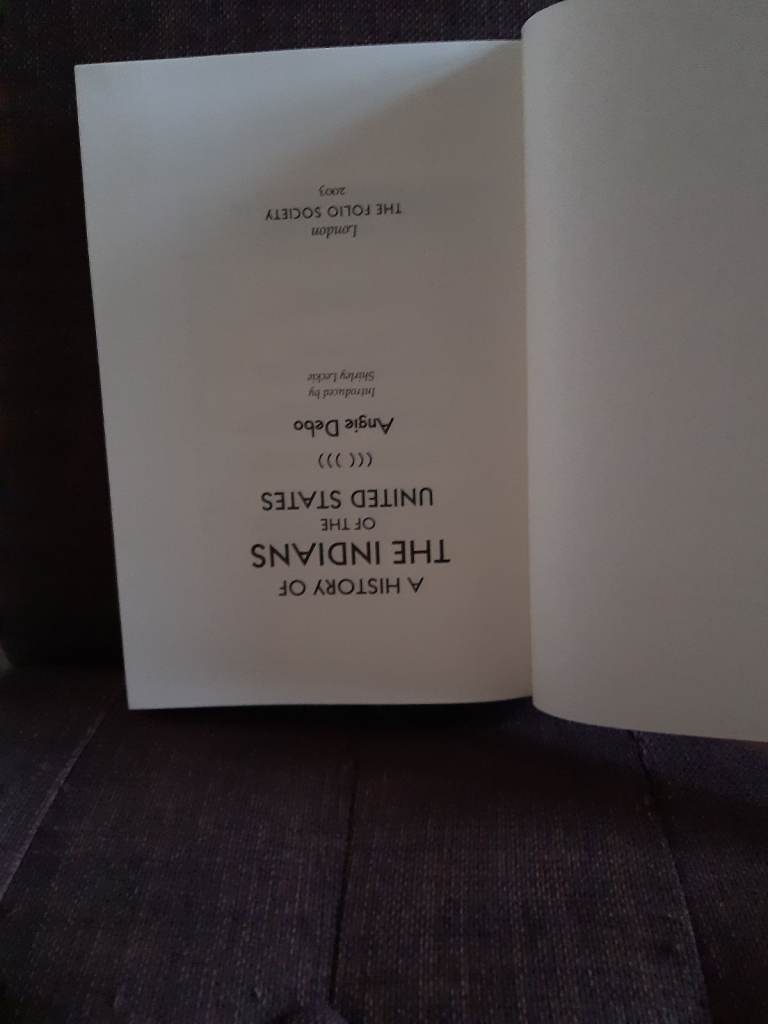 A HISTORY OF
THE INDIANS
OF THE
UNITED STATES
((( )))
Angie Debo
Introduced by
Shirley Leckie
London
THE FOLIO SOCIETY
2003